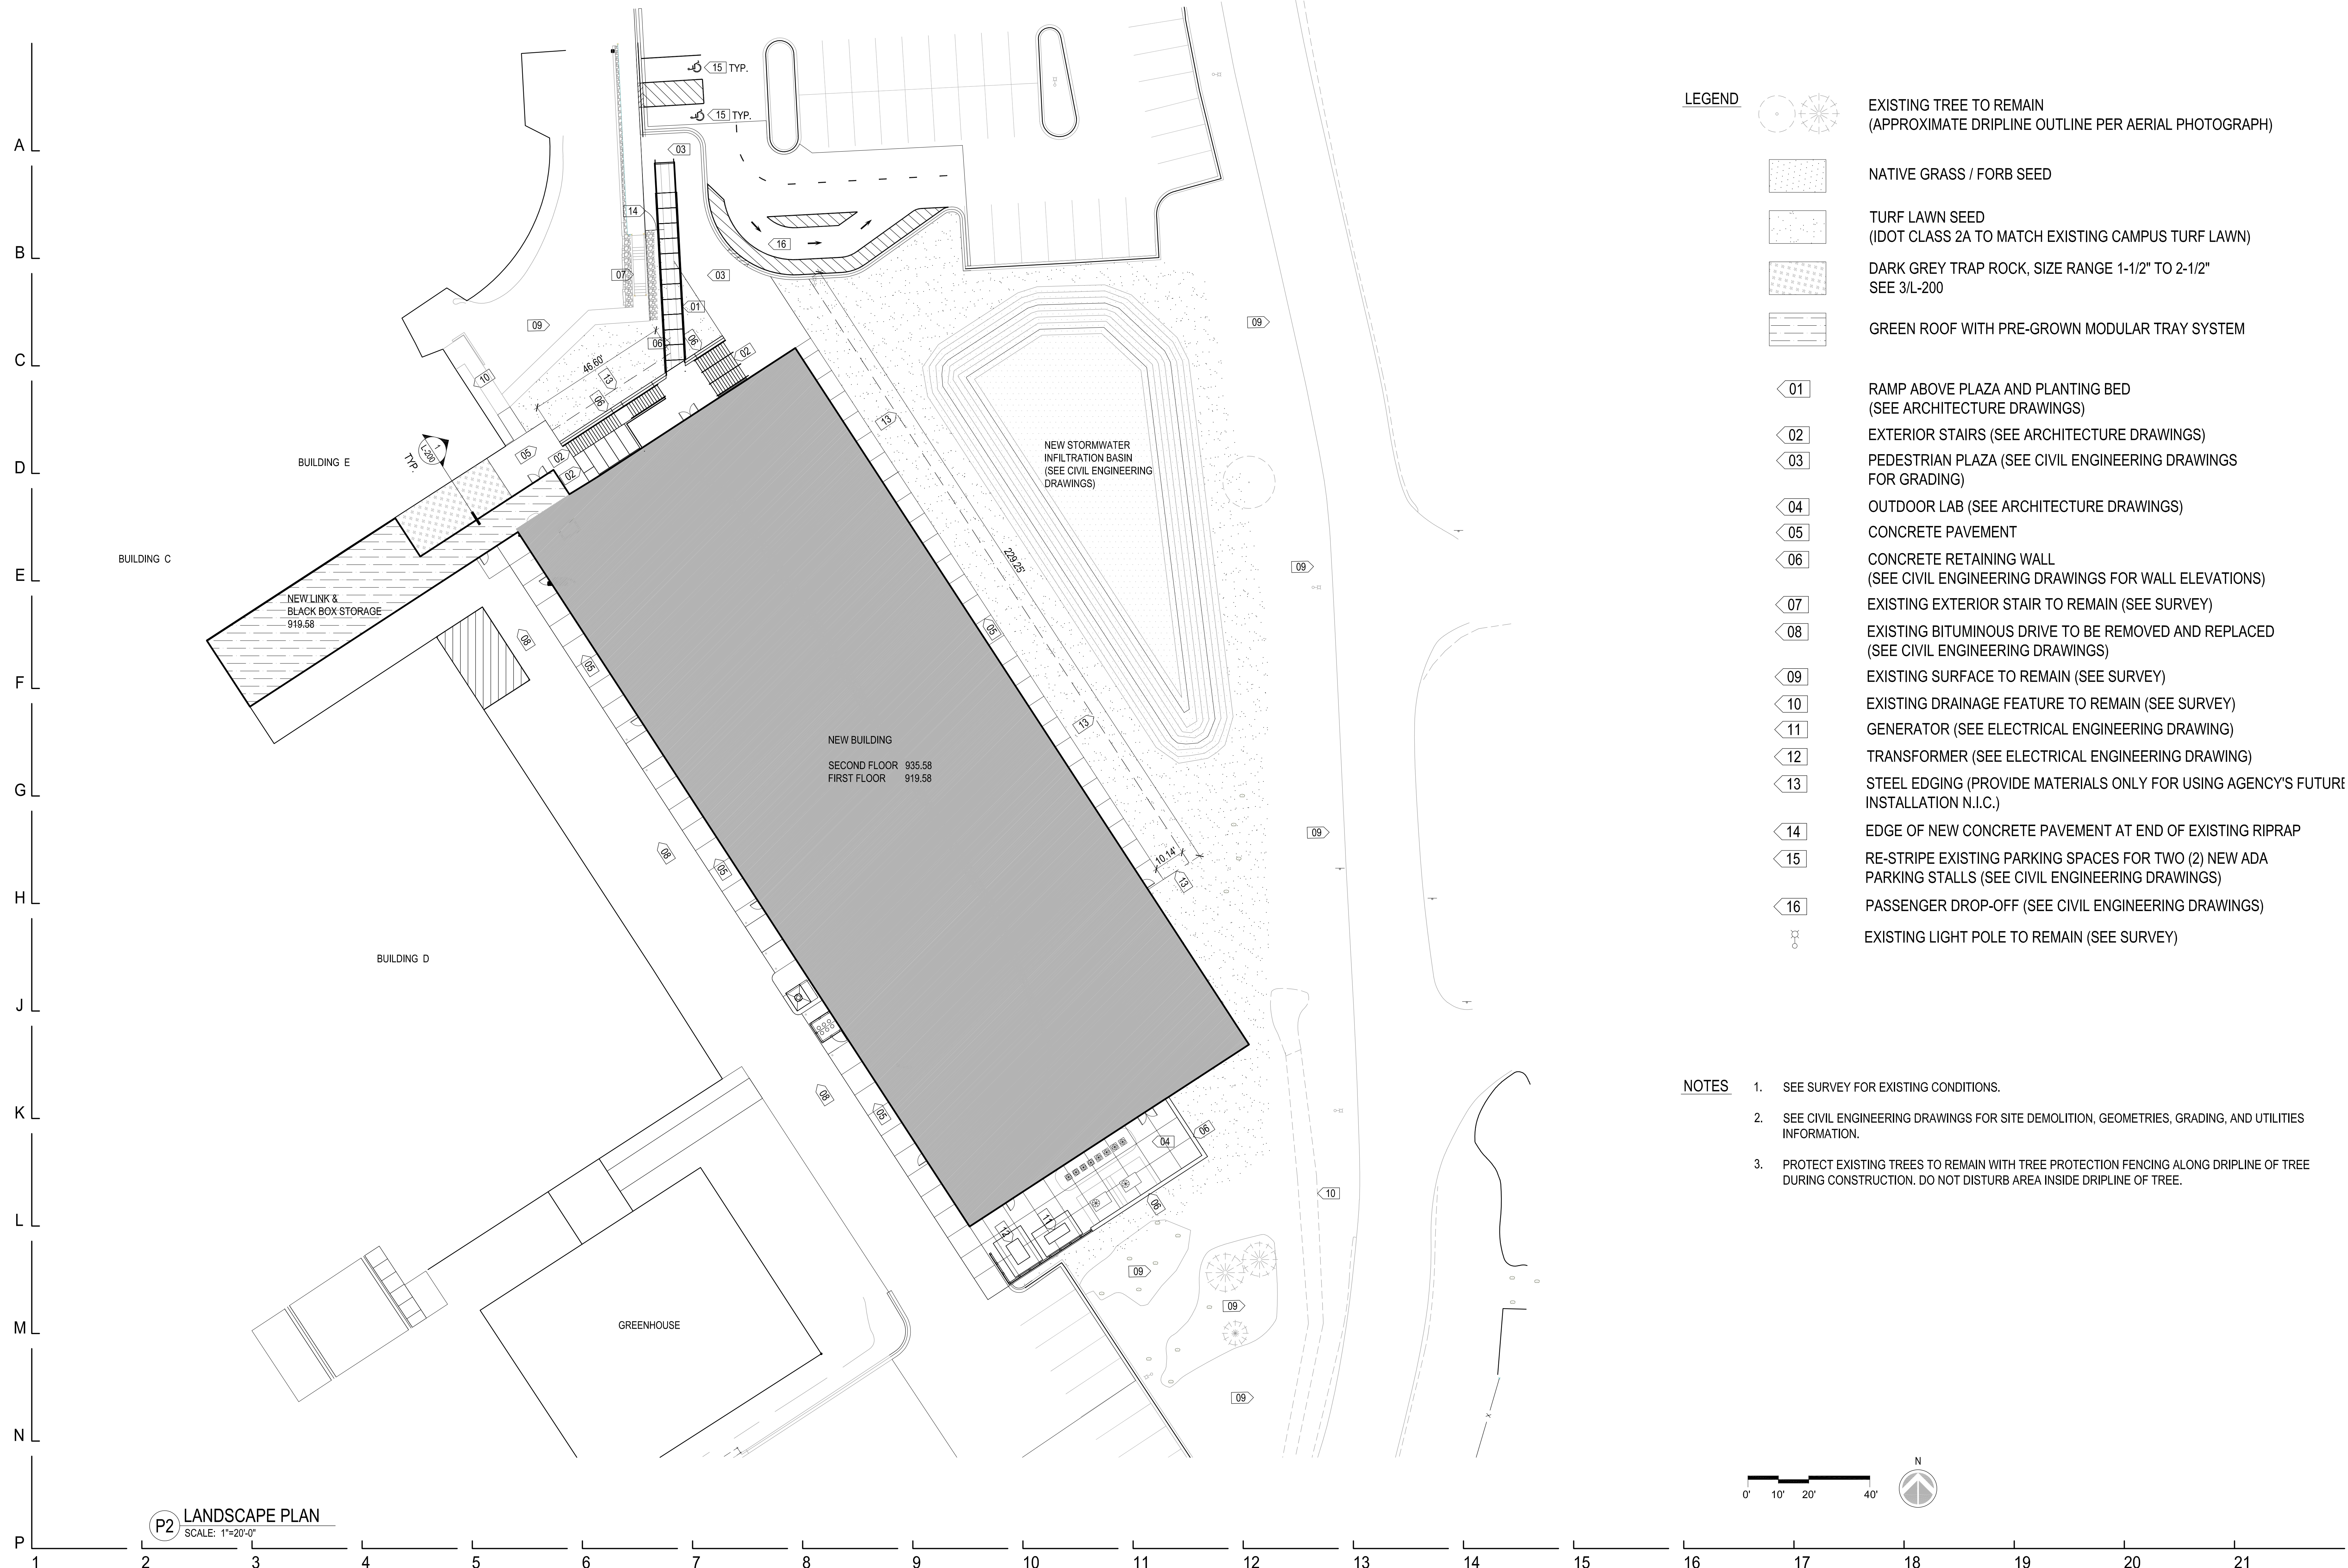 15 TYP.
15 TYP.
03
14
16
07
03
01
09
09
06
06
02
46.60'
10
13
06
13
NEW STORMWATER
INFILTRATION BASIN
(SEE CIVIL ENGINEERING
DRAWINGS)
1
L-200
TYP.
05
02
02
BUILDING E
BUILDING C
229.25'
09
NEW LINK &
BLACK BOX STORAGE
919.58
08
05
05
13
NEW BUILDING
SECOND FLOOR 935.58
FIRST FLOOR 919.58
09
08
05
10.14'
13
BUILDING D
08
05
04
06
06
10
11
12
09
09
GREENHOUSE
09
X
LEGEND
EXISTING TREE TO REMAIN
(APPROXIMATE DRIPLINE OUTLINE PER AERIAL PHOTOGRAPH)
NATIVE GRASS / FORB SEED
TURF LAWN SEED
(IDOT CLASS 2A TO MATCH EXISTING CAMPUS TURF LAWN)
DARK GREY TRAP ROCK, SIZE RANGE 1-1/2" TO 2-1/2"
SEE 3/L-200
GREEN ROOF WITH PRE-GROWN MODULAR TRAY SYSTEM
01 RAMP ABOVE PLAZA AND PLANTING BED
(SEE ARCHITECTURE DRAWINGS)
02 EXTERIOR STAIRS (SEE ARCHITECTURE DRAWINGS)
03 PEDESTRIAN PLAZA (SEE CIVIL ENGINEERING DRAWINGS
FOR GRADING)
04 OUTDOOR LAB (SEE ARCHITECTURE DRAWINGS)
05 CONCRETE PAVEMENT
06 CONCRETE RETAINING WALL
(SEE CIVIL ENGINEERING DRAWINGS FOR WALL ELEVATIONS)
07 EXISTING EXTERIOR STAIR TO REMAIN (SEE SURVEY)
08 EXISTING BITUMINOUS DRIVE TO BE REMOVED AND REPLACED
(SEE CIVIL ENGINEERING DRAWINGS)
09 EXISTING SURFACE TO REMAIN (SEE SURVEY)
10 EXISTING DRAINAGE FEATURE TO REMAIN (SEE SURVEY)
11 GENERATOR (SEE ELECTRICAL ENGINEERING DRAWING)
12 TRANSFORMER (SEE ELECTRICAL ENGINEERING DRAWING)
13 STEEL EDGING (PROVIDE MATERIALS ONLY FOR USING AGENCY'S FUTURE
INSTALLATION N.I.C.)
14 EDGE OF NEW CONCRETE PAVEMENT AT END OF EXISTING RIPRAP
15 RE-STRIPE EXISTING PARKING SPACES FOR TWO (2) NEW ADA
PARKING STALLS (SEE CIVIL ENGINEERING DRAWINGS)
16 PASSENGER DROP-OFF (SEE CIVIL ENGINEERING DRAWINGS)
EXISTING LIGHT POLE TO REMAIN (SEE SURVEY)
NOTES
1. SEE SURVEY FOR EXISTING CONDITIONS.
2. SEE CIVIL ENGINEERING DRAWINGS FOR SITE DEMOLITION, GEOMETRIES, GRADING, AND UTILITIES
INFORMATION.
3. PROTECT EXISTING TREES TO REMAIN WITH TREE PROTECTION FENCING ALONG DRIPLINE OF TREE
DURING CONSTRUCTION. DO NOT DISTURB AREA INSIDE DRIPLINE OF TREE.
N
0' 10' 20' 40'
P2 LANDSCAPE PLAN
SCALE: 1"=20'-0"
A
B
C
D
E
F
G
H
J
K
L
M
N
P
1 2 3 4 5 6 7 8 9 10 11 12 13 14 15 16 17 18 19 20 21